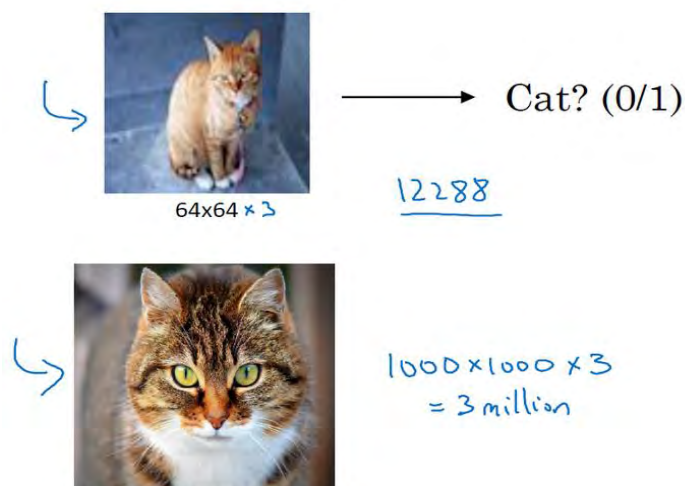 Cat? (0/1)
64x64 × 3
12288
1000 × 1000 × 3
= 3 million